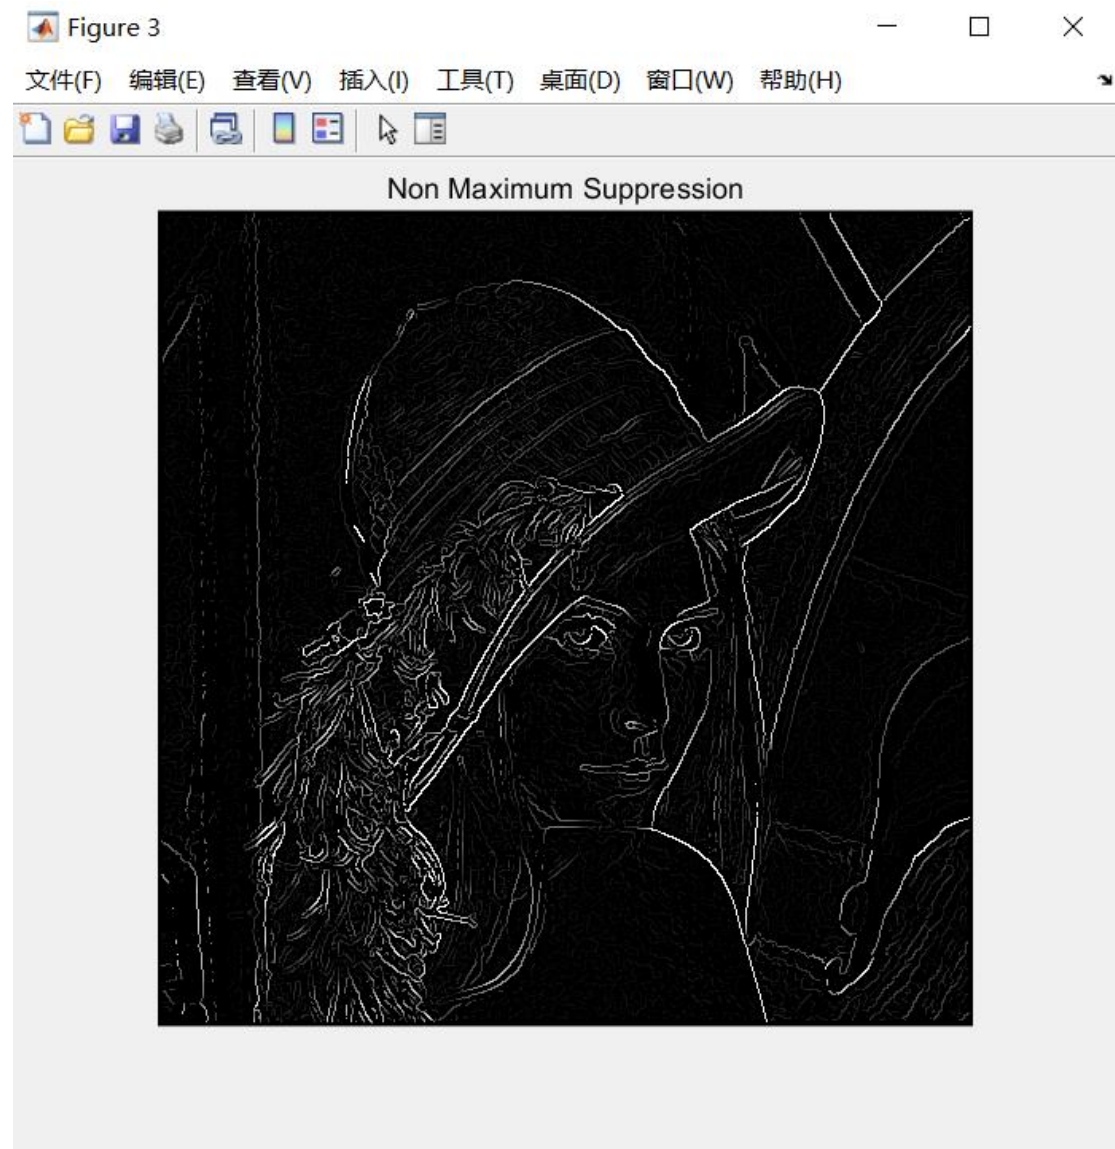 Figure 3
文件(F) 编辑(E) 查看(V) 插入(I) 工具(T) 桌面(D) 窗口(W) 帮助(H)
Non Maximum Suppression